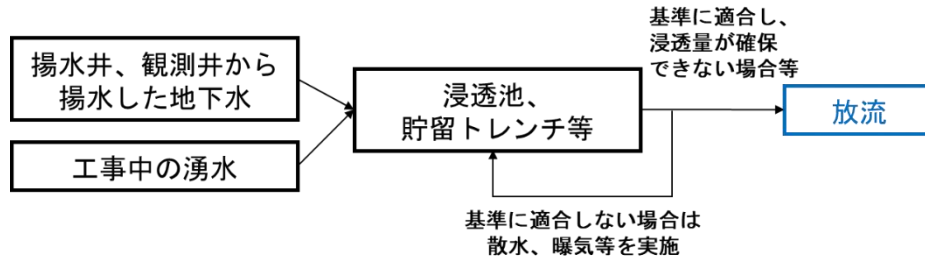 揚水井、観測井から
揚水した地下水
工事中の湧水
浸透池、
貯留トレンチ等
基準に適合し、
浸透量が確保
できない場合等
放流
基準に適合しない場合は
散水、曝気等を実施